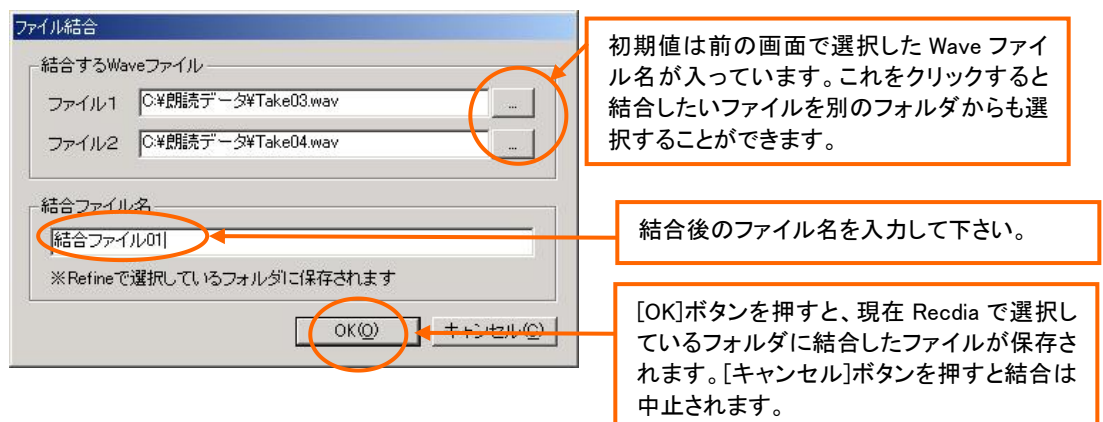 ファイル結合
結合するWaveファイル
ファイル1 C:¥朗読データ¥Take03.wav ...
ファイル2 C:¥朗読データ¥Take04.wav ...
結合ファイル名
結合ファイル01
※Refineで選択しているフォルダに保存されます
OK(O) キャンセル(C)
初期値は前の画面で選択した Wave ファイ
ル名が入っています。これをクリックすると
結合したいファイルを別のフォルダからも選
択することができます。
結合後のファイル名を入力して下さい。
[OK]ボタンを押すと、現在 Recdia で選択し
ているフォルダに結合したファイルが保存さ
れます。[キャンセル]ボタンを押すと結合は
中止されます。